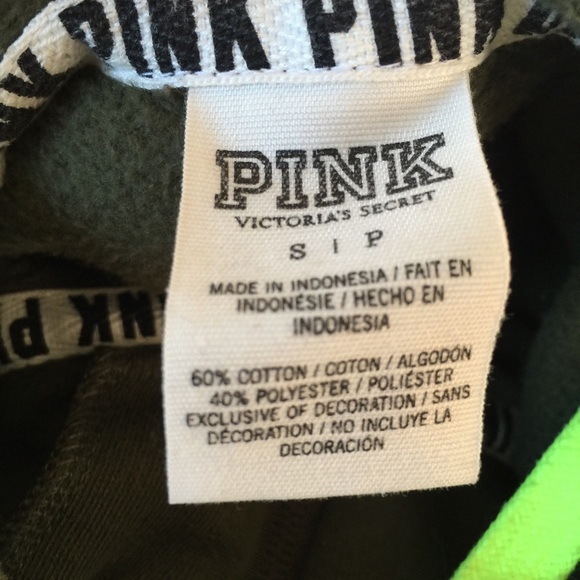 PINK PINK
PINK
VICTORIA'S SECRET
S | P
MADE IN INDONESIA / FAIT EN
INDONÉSIE / HECHO EN
INDONESIA
60% COTTON / COTON / ALGODÓN
40% POLYESTER / POLIÉSTER
EXCLUSIVE OF DECORATION / SANS
DÉCORATION / NO INCLUYE LA
DECORACIÓN
PINK